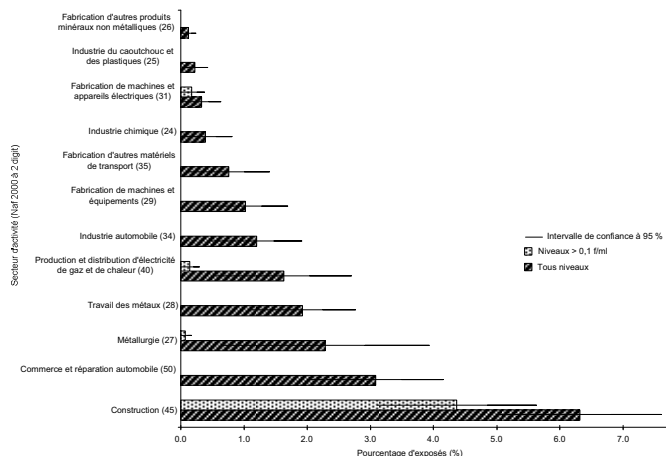 Fabrication d'autres produits
minéraux non métalliques (26)
Industrie du caoutchouc et
des plastiques (25)
Fabrication de machines et
appareils électriques (31)
Industrie chimique (24)
Fabrication d'autres matériels
de transport (35)
Fabrication de machines et
équipements (29)
Industrie automobile (34)
Production et distribution d'électricité
de gaz et de chaleur (40)
Travail des métaux (28)
Métallurgie (27)
Commerce et réparation automobile (50)
Construction (45)
Secteur d'activité (Naf 2000 à 2 digit)
Intervalle de confiance à 95 %
Niveaux > 0,1 f/ml
Tous niveaux
0.0 1.0 2.0 3.0 4.0 5.0 6.0 7.0
Pourcentage d'exposés (%)